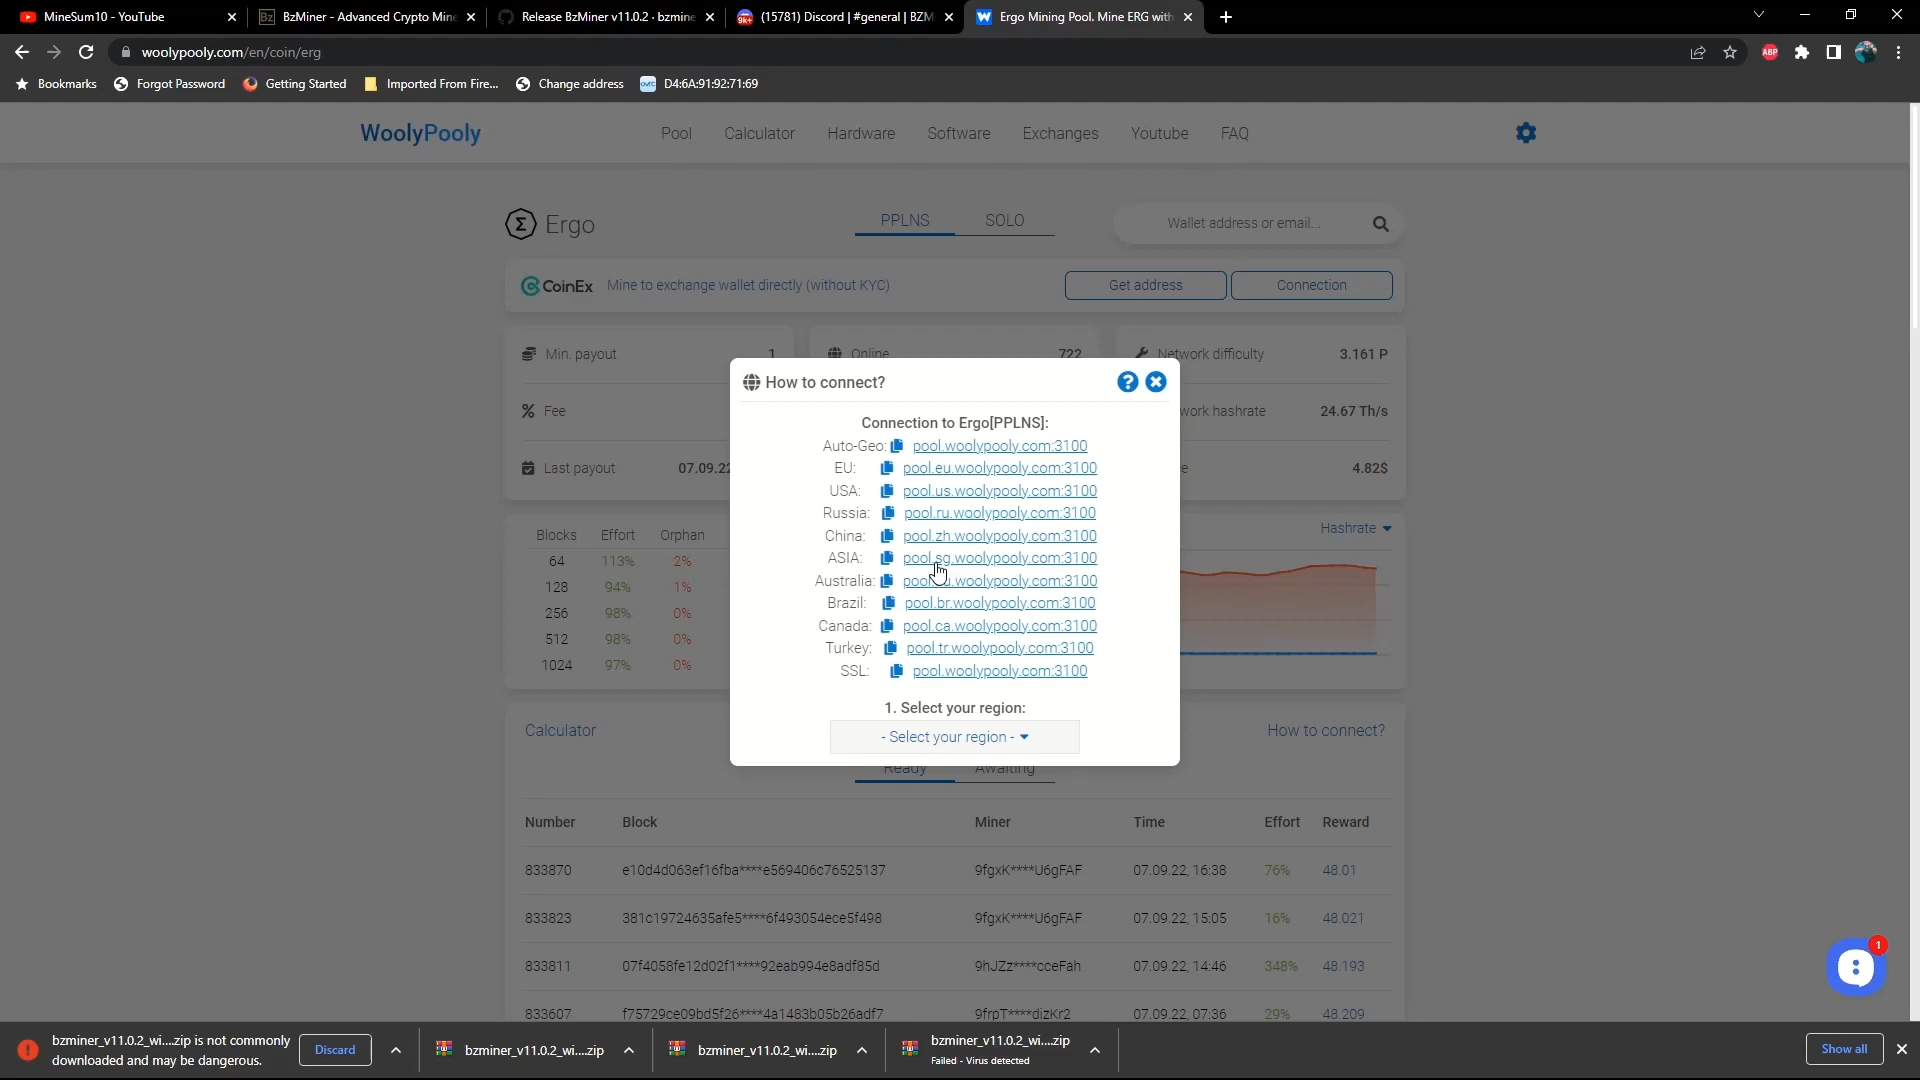 MineSum10 - YouTube
BzMiner - Advanced Crypto Mine
Release BzMiner v11.0.2 · bzmine
(15781) Discord | #general | BZM
Ergo Mining Pool. Mine ERG with
woolypooly.com/en/coin/erg
ABP
Bookmarks
Forgot Password
Getting Started
Imported From Fire...
Change address
D4:6A:91:92:71:69
WoolyPooly
Pool
Calculator
Hardware
Software
Exchanges
Youtube
FAQ
Ergo
PPLNS
SOLO
Wallet address or email...
CoinEx
Mine to exchange wallet directly (without KYC)
Get address
Connection
Min. payout 1
Online 722
Network difficulty 3.161 P
Fee
work hashrate 24.67 Th/s
Last payout 07.09.22
4.82$
How to connect?
Connection to Ergo[PPLNS]:
Auto-Geo: pool.woolypooly.com:3100
EU: pool.eu.woolypooly.com:3100
USA: pool.us.woolypooly.com:3100
Russia: pool.ru.woolypooly.com:3100
China: pool.zh.woolypooly.com:3100
ASIA: pool.sg.woolypooly.com:3100
Australia: pool. .woolypooly.com:3100
Brazil: pool.br.woolypooly.com:3100
Canada: pool.ca.woolypooly.com:3100
Turkey: pool.tr.woolypooly.com:3100
SSL: pool.woolypooly.com:3100
1. Select your region:
- Select your region -
Blocks Effort Orphan
64 113% 2%
128 94% 1%
256 98% 0%
512 98% 0%
1024 97% 0%
Hashrate
Calculator
How to connect?
Ready
Awaiting
Number Block Miner Time Effort Reward
833870 e10d4d063ef16fba****e569406c76525137 9fgxK****U6gFAF 07.09.22, 16:38 76% 48.01
833823 381c19724635afe5****6f493054ece5f498 9fgxK****U6gFAF 07.09.22, 15:05 16% 48.021
833811 07f4058fe12d02f1****92eab994e8adf85d 9hJZz****cceFah 07.09.22, 14:46 348% 48.193
833607 f75729ce09bd5f26****4a1483b05b26adf7 9frpT****dizKr2 07.09.22, 07:36 29% 48.209
1
bzminer_v11.0.2_wi....zip is not commonly
downloaded and may be dangerous.
Discard
bzminer_v11.0.2_wi....zip
bzminer_v11.0.2_wi....zip
bzminer_v11.0.2_wi....zip
Failed - Virus detected
Show all